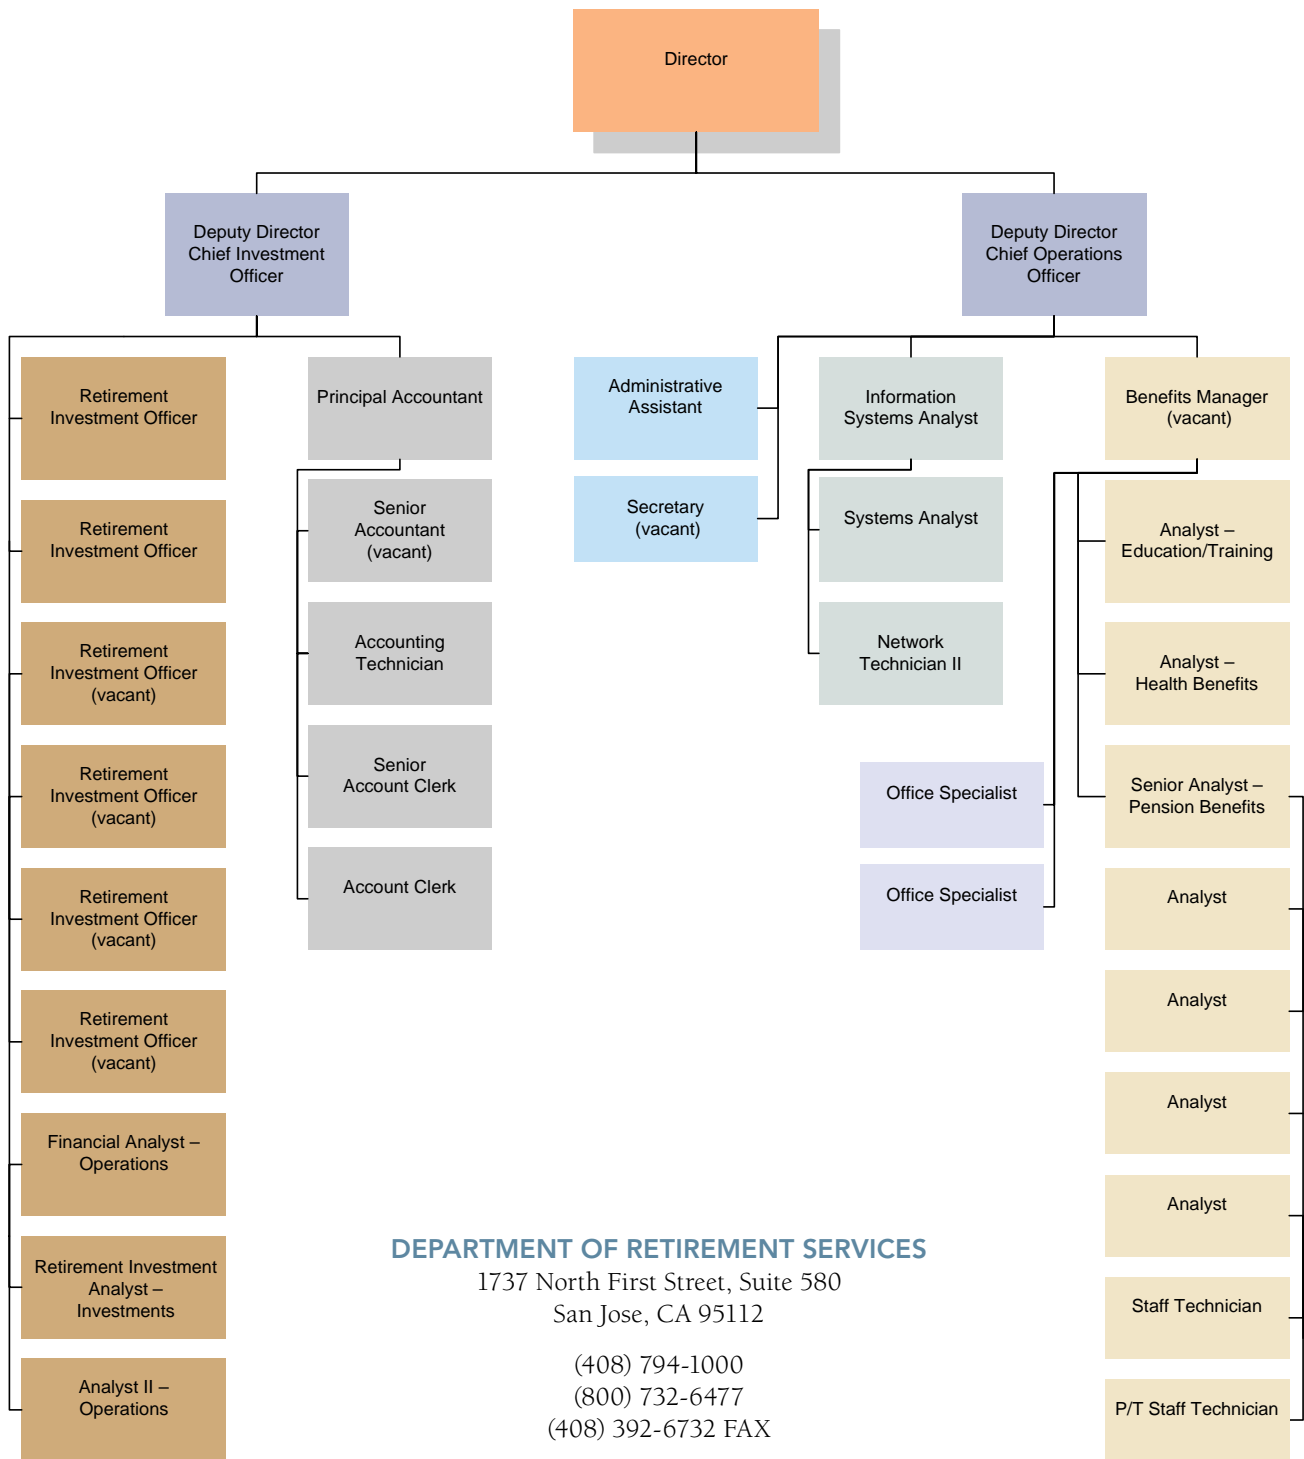 Director
Deputy Director
Chief Investment
Officer
Deputy Director
Chief Operations
Officer
Retirement
Investment Officer
Retirement
Investment Officer
Retirement
Investment Officer
(vacant)
Retirement
Investment Officer
(vacant)
Retirement
Investment Officer
(vacant)
Retirement
Investment Officer
(vacant)
Financial Analyst –
Operations
Retirement Investment
Analyst –
Investments
Analyst II –
Operations
Principal Accountant
Senior
Accountant
(vacant)
Accounting
Technician
Senior
Account Clerk
Account Clerk
Administrative
Assistant
Secretary
(vacant)
Information
Systems Analyst
Systems Analyst
Network
Technician II
Office Specialist
Office Specialist
Benefits Manager
(vacant)
Analyst –
Education/Training
Analyst –
Health Benefits
Senior Analyst –
Pension Benefits
Analyst
Analyst
Analyst
Analyst
Staff Technician
P/T Staff Technician
DEPARTMENT OF RETIREMENT SERVICES
1737 North First Street, Suite 580
San Jose, CA 95112
(408) 794-1000
(800) 732-6477
(408) 392-6732 FAX